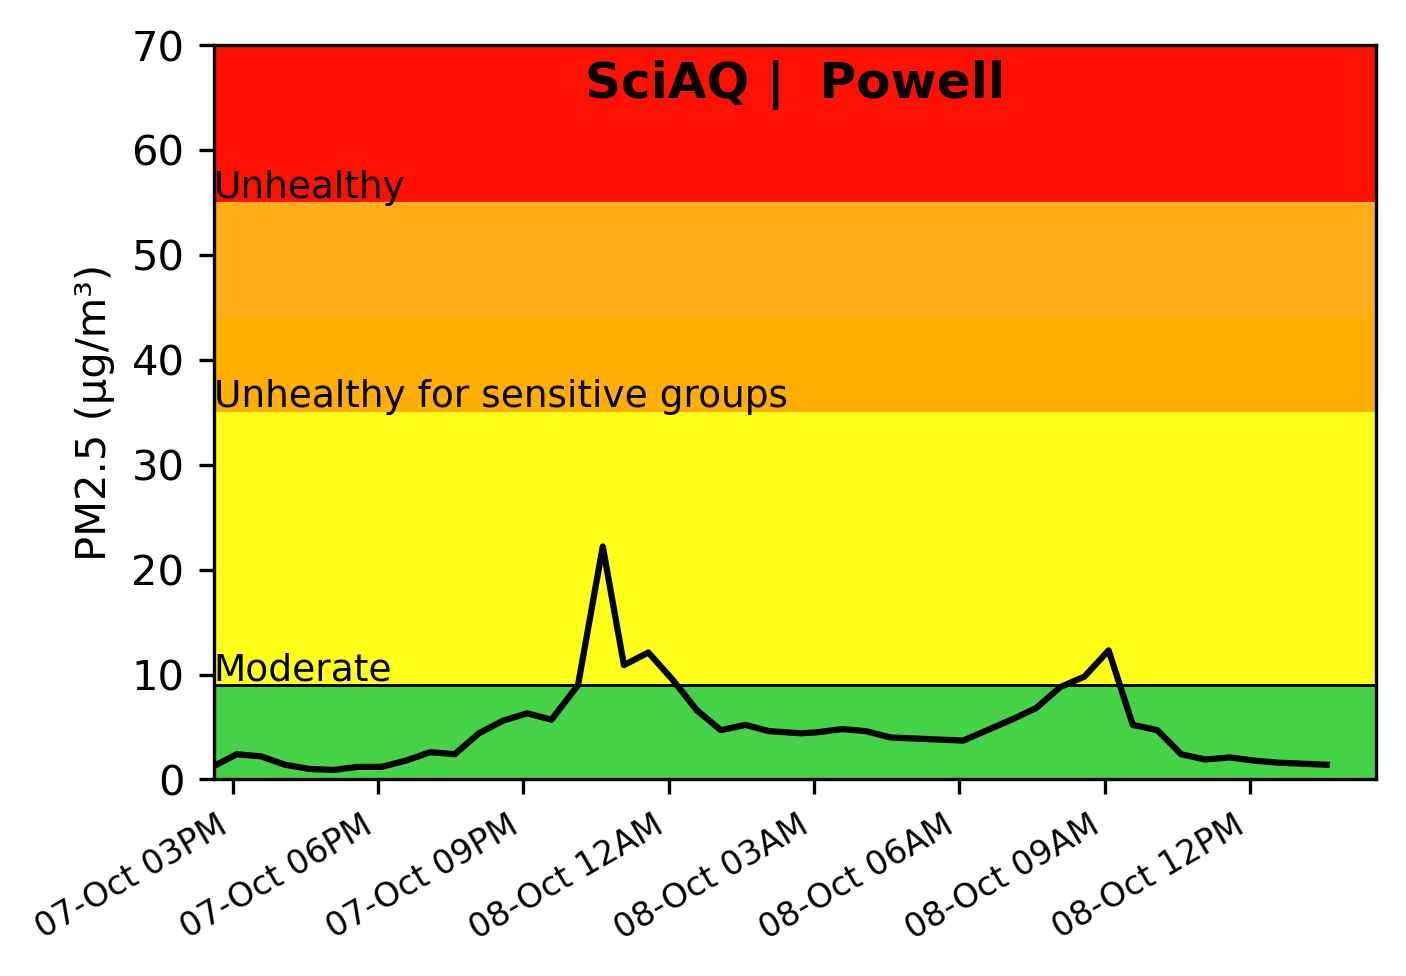 SciAQ |  Powell
PM2.5 (µg/m³)
70
60
50
40
30
20
10
0
Unhealthy
Unhealthy for sensitive groups
Moderate
07-Oct 03PM
07-Oct 06PM
07-Oct 09PM
08-Oct 12AM
08-Oct 03AM
08-Oct 06AM
08-Oct 09AM
08-Oct 12PM